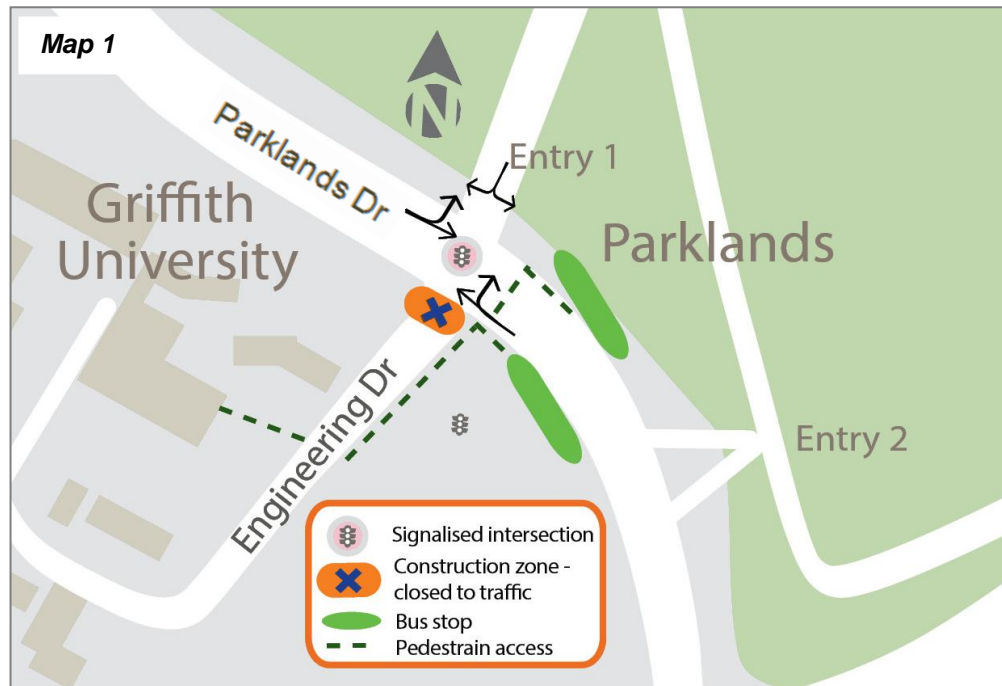 Map 1
N
Parklands Dr
Entry 1
Griffith
University
Parklands
Engineering Dr
Entry 2
Signalised intersection
Construction zone -
closed to traffic
Bus stop
Pedestrain access